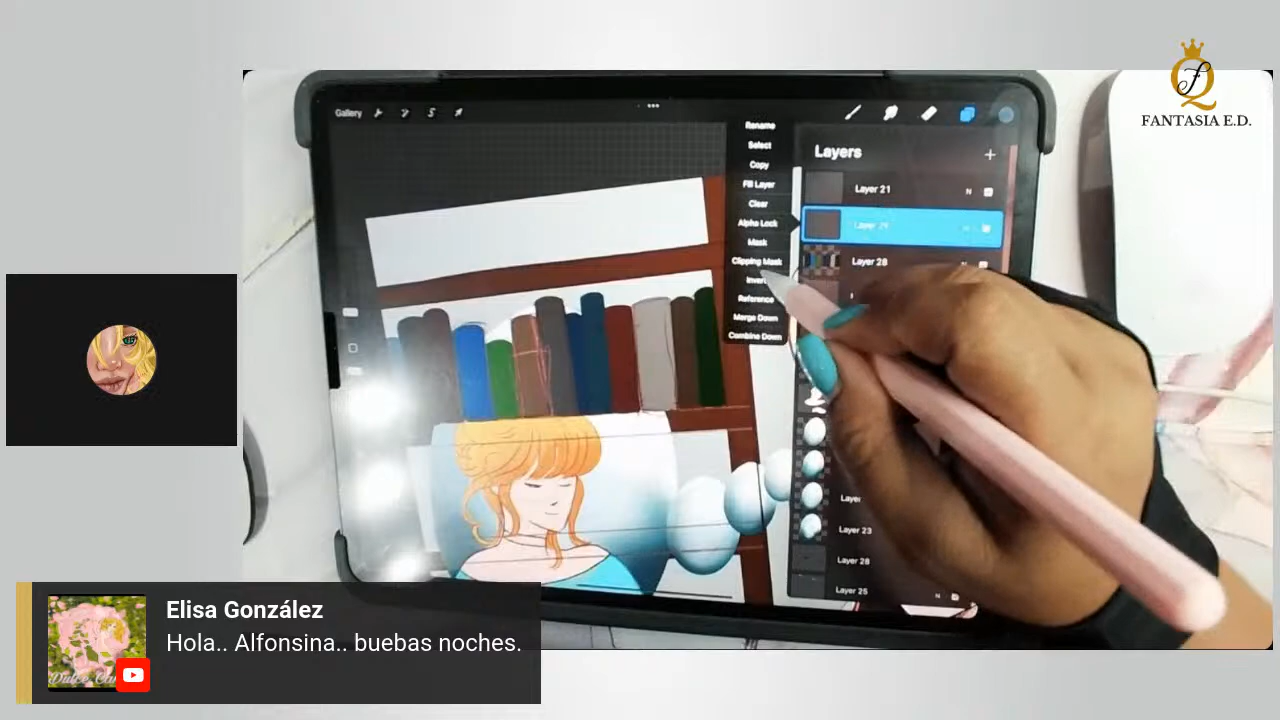 FANTASIA E.D.
Gallery
Rename
Select
Copy
Fill Layer
Clear
Alpha Lock
Mask
Clipping Mask
Invert
Reference
Merge Down
Combine Down
Layers
+
Layer 21
N
Layer 28
N
Layer 23
Layer 28
Layer 25
N
Elisa González
Hola.. Alfonsina.. buebas noches.